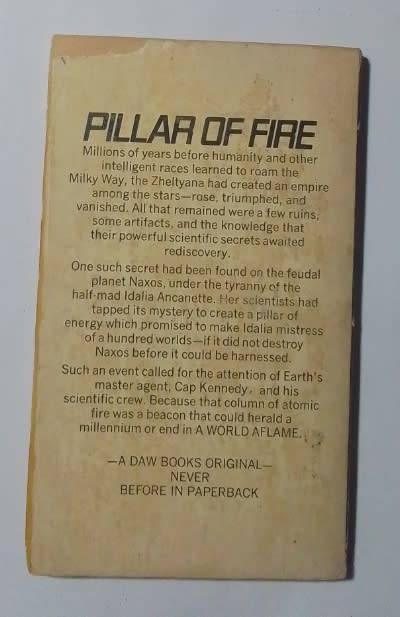 PILLAR OF FIRE
Millions of years before humanity and other
intelligent races learned to roam the
Milky Way, the Zheltyana had created an empire
among the stars—rose, triumphed, and
vanished. All that remained were a few ruins,
some artifacts, and the knowledge that
their powerful scientific secrets awaited
rediscovery.
One such secret had been found on the feudal
planet Naxos, under the tyranny of the
half-mad Idalia Ancanette. Her scientists had
tapped its mystery to create a pillar of
energy which promised to make Idalia mistress
of a hundred worlds—if it did not destroy
Naxos before it could be harnessed.
Such an event called for the attention of Earth's
master agent, Cap Kennedy, and his
scientific crew. Because that column of atomic
fire was a beacon that could herald a
millennium or end in A WORLD AFLAME.
—A DAW BOOKS ORIGINAL—
NEVER
BEFORE IN PAPERBACK